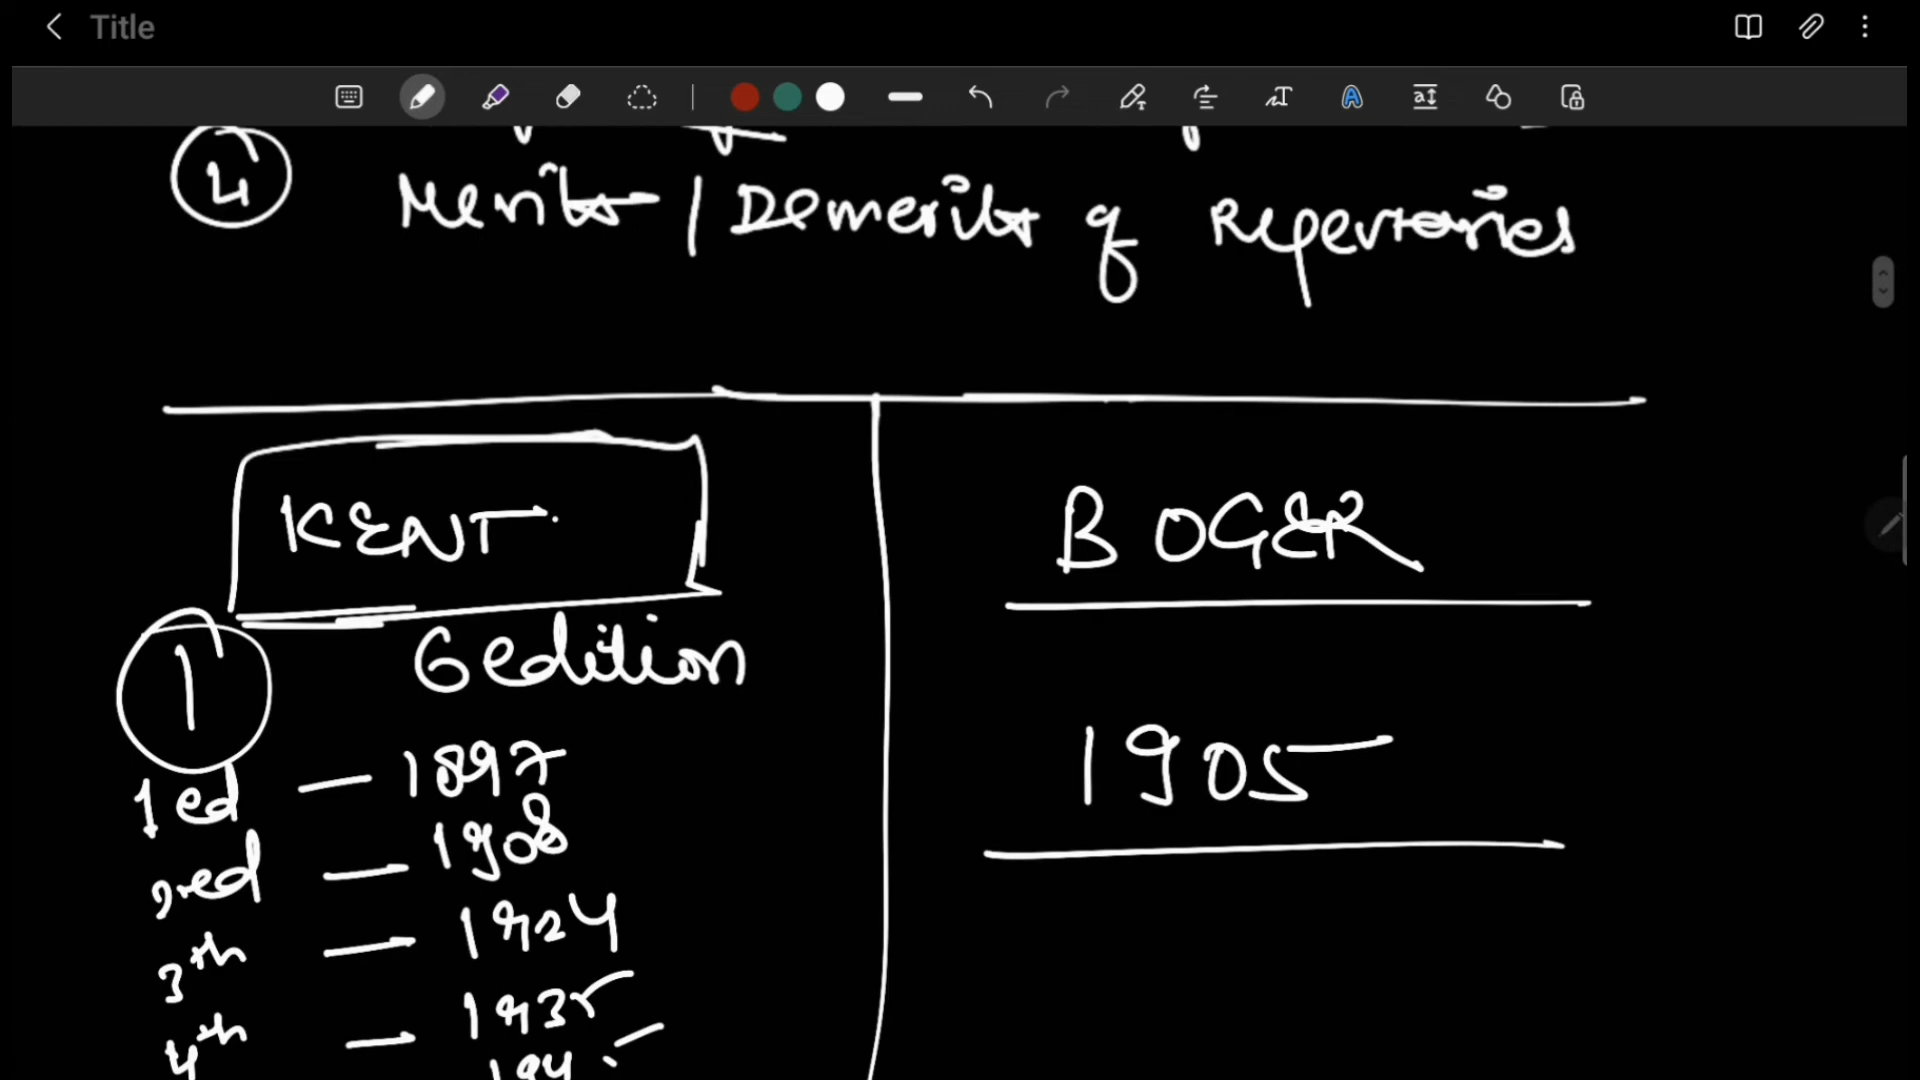 Title
4 Merits / Demerits of Repertories
KENT
1 6 edition
1 ed — 1897
2 ed — 1908
3th — 1924
4th — 1935
BOGER
1905